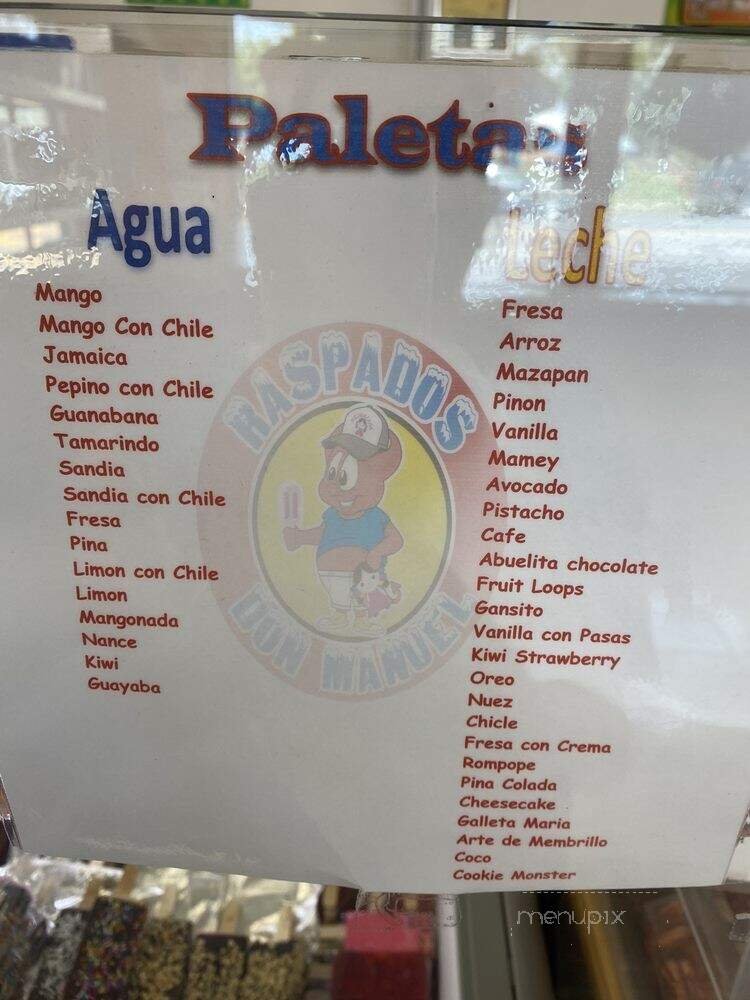 Paletas
Agua
Mango
Mango Con Chile
Jamaica
Pepino con Chile
Guanabana
Tamarindo
Sandia
Sandia con Chile
Fresa
Pina
Limon con Chile
Limon
Mangonada
Nance
Kiwi
Guayaba
Leche
Fresa
Arroz
Mazapan
Pinon
Vanilla
Mamey
Avocado
Pistacho
Cafe
Abuelita chocolate
Fruit Loops
Gansito
Vanilla con Pasas
Kiwi Strawberry
Oreo
Nuez
Chicle
Fresa con Crema
Rompope
Pina Colada
Cheesecake
Galleta Maria
Arte de Membrillo
Coco
Cookie Monster
RASPADOS
DON MANUEL
menupix